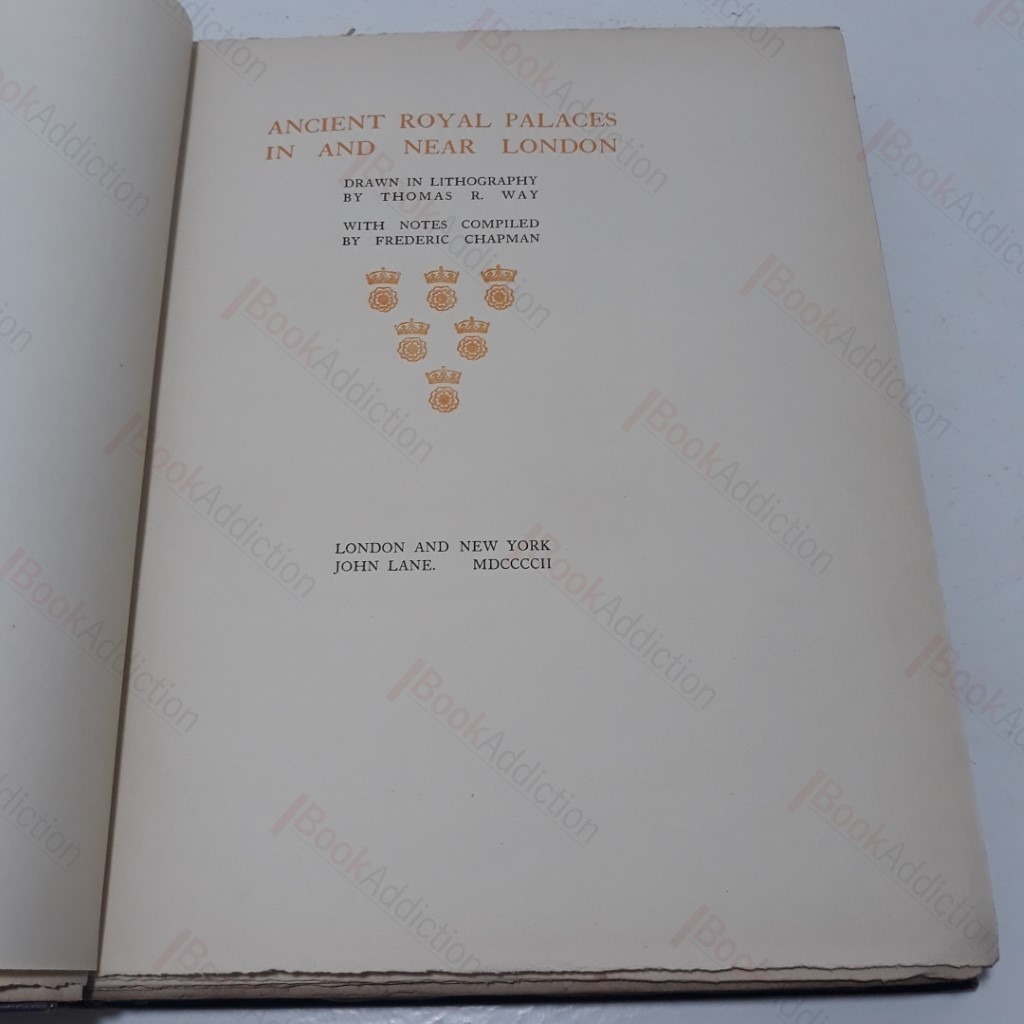 ANCIENT ROYAL PALACES
IN AND NEAR LONDON
DRAWN IN LITHOGRAPHY
BY THOMAS R. WAY
WITH NOTES COMPILED
BY FREDERIC CHAPMAN
LONDON AND NEW YORK
JOHN LANE. MDCCCCII
BookAddiction